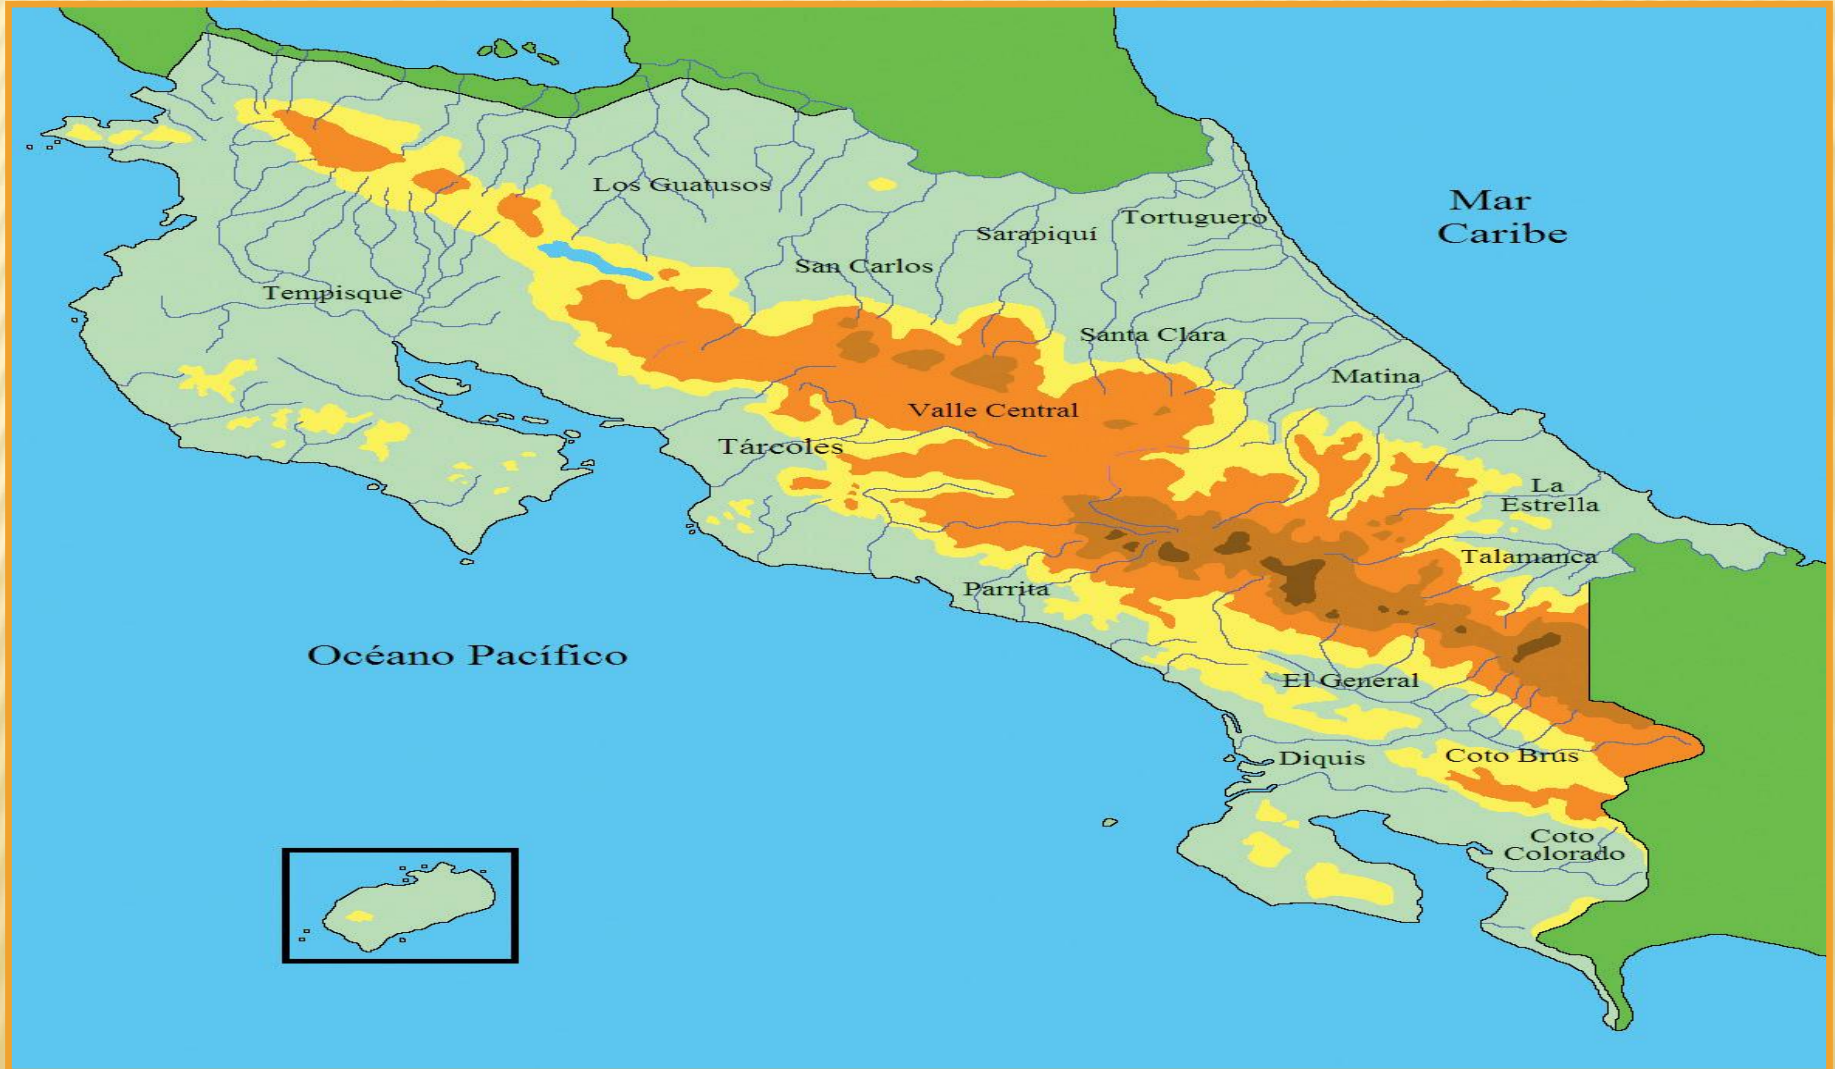 Los Guatusos
Mar
Caribe
Tortuguero
Sarapiquí
San Carlos
Tempisque
Santa Clara
Matina
Valle Central
Tárcoles
La
Estrella
Talamanca
Parrita
Océano Pacífico
El General
Diquis
Coto Brus
Coto
Colorado